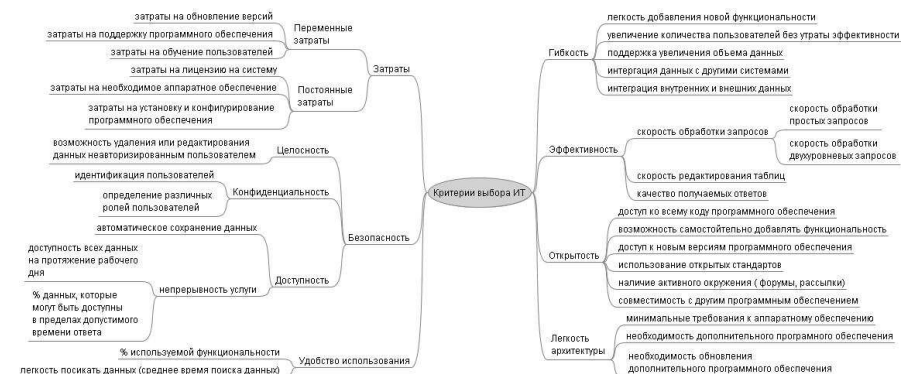 затраты на обновление версий
затраты на поддержку программного обеспечения
затраты на обучение пользователей
Переменные
затраты
затраты на лицензию на систему
затраты на необходимое аппаратное обеспечение
затраты на установку и конфигурирование
программного обеспечения
Постоянные
затраты
Затраты
возможность удаления или редактирования
данных неавторизированным пользователем
Целосность
идентификация пользователей
определение различных
ролей пользователей
Конфиденциальность
автоматическое сохранение данных
доступность всех данных
на протяжение рабочего
дня
% данных, которые
могут быть доступны
в пределах допустимого
времени ответа
непрерывность услуги
Доступность
Безопасность
% используемой функциональности
легкость посикать данных (среднее время поиска данных)
Удобство использования
Критерии выбора ИТ
Гибкость
легкость добавления новой функциональности
увеличение количества пользователей без утраты эффективности
поддержка увеличения объема данных
интергация данных с другими системами
интеграция внутренних и внешних данных
Эффективность
скорость обработки запросов
скорость обработки
простых запросов
скорость обработки
двухуровневых запросов
скорость редактирования таблиц
качество получаемых ответов
Открытость
доступ ко всему коду программного обеспечения
возможность самостойтельно добавлять функциональность
доступ к новым версиям программного обеспечения
использование открытых стандартов
наличие активного окружения ( форумы, рассылки)
совместимость с другим программным обеспечением
Легкость
архитектуры
минимальные требования к аппаратному обеспечению
необходимость дополнительного програмного обеспечения
необходимость обновления
дополнительного программного обеспечения